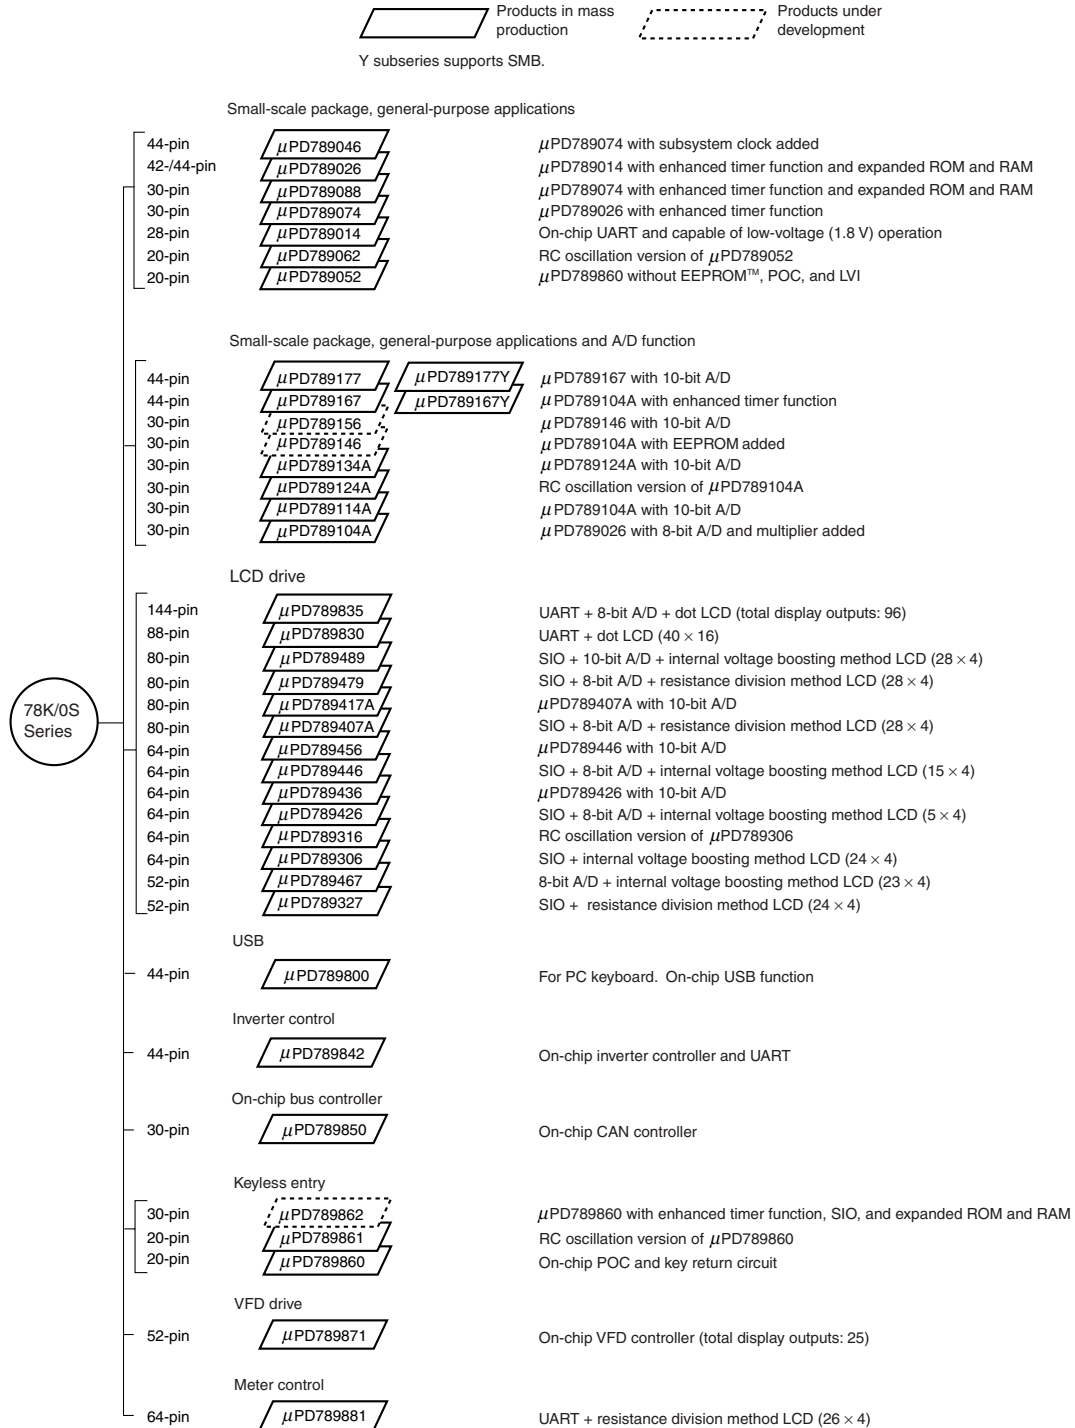 Products in mass production
Products under development
Y subseries supports SMB.
Small-scale package, general-purpose applications
44-pin μPD789046 μPD789074 with subsystem clock added
42-/44-pin μPD789026 μPD789014 with enhanced timer function and expanded ROM and RAM
30-pin μPD789088 μPD789074 with enhanced timer function and expanded ROM and RAM
30-pin μPD789074 μPD789026 with enhanced timer function
28-pin μPD789014 On-chip UART and capable of low-voltage (1.8 V) operation
20-pin μPD789062 RC oscillation version of μPD789052
20-pin μPD789052 μPD789860 without EEPROM™, POC, and LVI
Small-scale package, general-purpose applications and A/D function
44-pin μPD789177 μPD789177Y μPD789167 with 10-bit A/D
44-pin μPD789167 μPD789167Y μPD789104A with enhanced timer function
30-pin μPD789156 μPD789146 with 10-bit A/D
30-pin μPD789146 μPD789104A with EEPROM added
30-pin μPD789134A μPD789124A with 10-bit A/D
30-pin μPD789124A RC oscillation version of μPD789104A
30-pin μPD789114A μPD789104A with 10-bit A/D
30-pin μPD789104A μPD789026 with 8-bit A/D and multiplier added
LCD drive
144-pin μPD789835 UART + 8-bit A/D + dot LCD (total display outputs: 96)
88-pin μPD789830 UART + dot LCD (40 × 16)
80-pin μPD789489 SIO + 10-bit A/D + internal voltage boosting method LCD (28 × 4)
80-pin μPD789479 SIO + 8-bit A/D + resistance division method LCD (28 × 4)
80-pin μPD789417A μPD789407A with 10-bit A/D
80-pin μPD789407A SIO + 8-bit A/D + resistance division method LCD (28 × 4)
64-pin μPD789456 μPD789446 with 10-bit A/D
64-pin μPD789446 SIO + 8-bit A/D + internal voltage boosting method LCD (15 × 4)
64-pin μPD789436 μPD789426 with 10-bit A/D
64-pin μPD789426 SIO + 8-bit A/D + internal voltage boosting method LCD (5 × 4)
64-pin μPD789316 RC oscillation version of μPD789306
64-pin μPD789306 SIO + internal voltage boosting method LCD (24 × 4)
52-pin μPD789467 8-bit A/D + internal voltage boosting method LCD (23 × 4)
52-pin μPD789327 SIO + resistance division method LCD (24 × 4)
78K/0S
Series
USB
44-pin μPD789800 For PC keyboard. On-chip USB function
Inverter control
44-pin μPD789842 On-chip inverter controller and UART
On-chip bus controller
30-pin μPD789850 On-chip CAN controller
Keyless entry
30-pin μPD789862 μPD789860 with enhanced timer function, SIO, and expanded ROM and RAM
20-pin μPD789861 RC oscillation version of μPD789860
20-pin μPD789860 On-chip POC and key return circuit
VFD drive
52-pin μPD789871 On-chip VFD controller (total display outputs: 25)
Meter control
64-pin μPD789881 UART + resistance division method LCD (26 × 4)